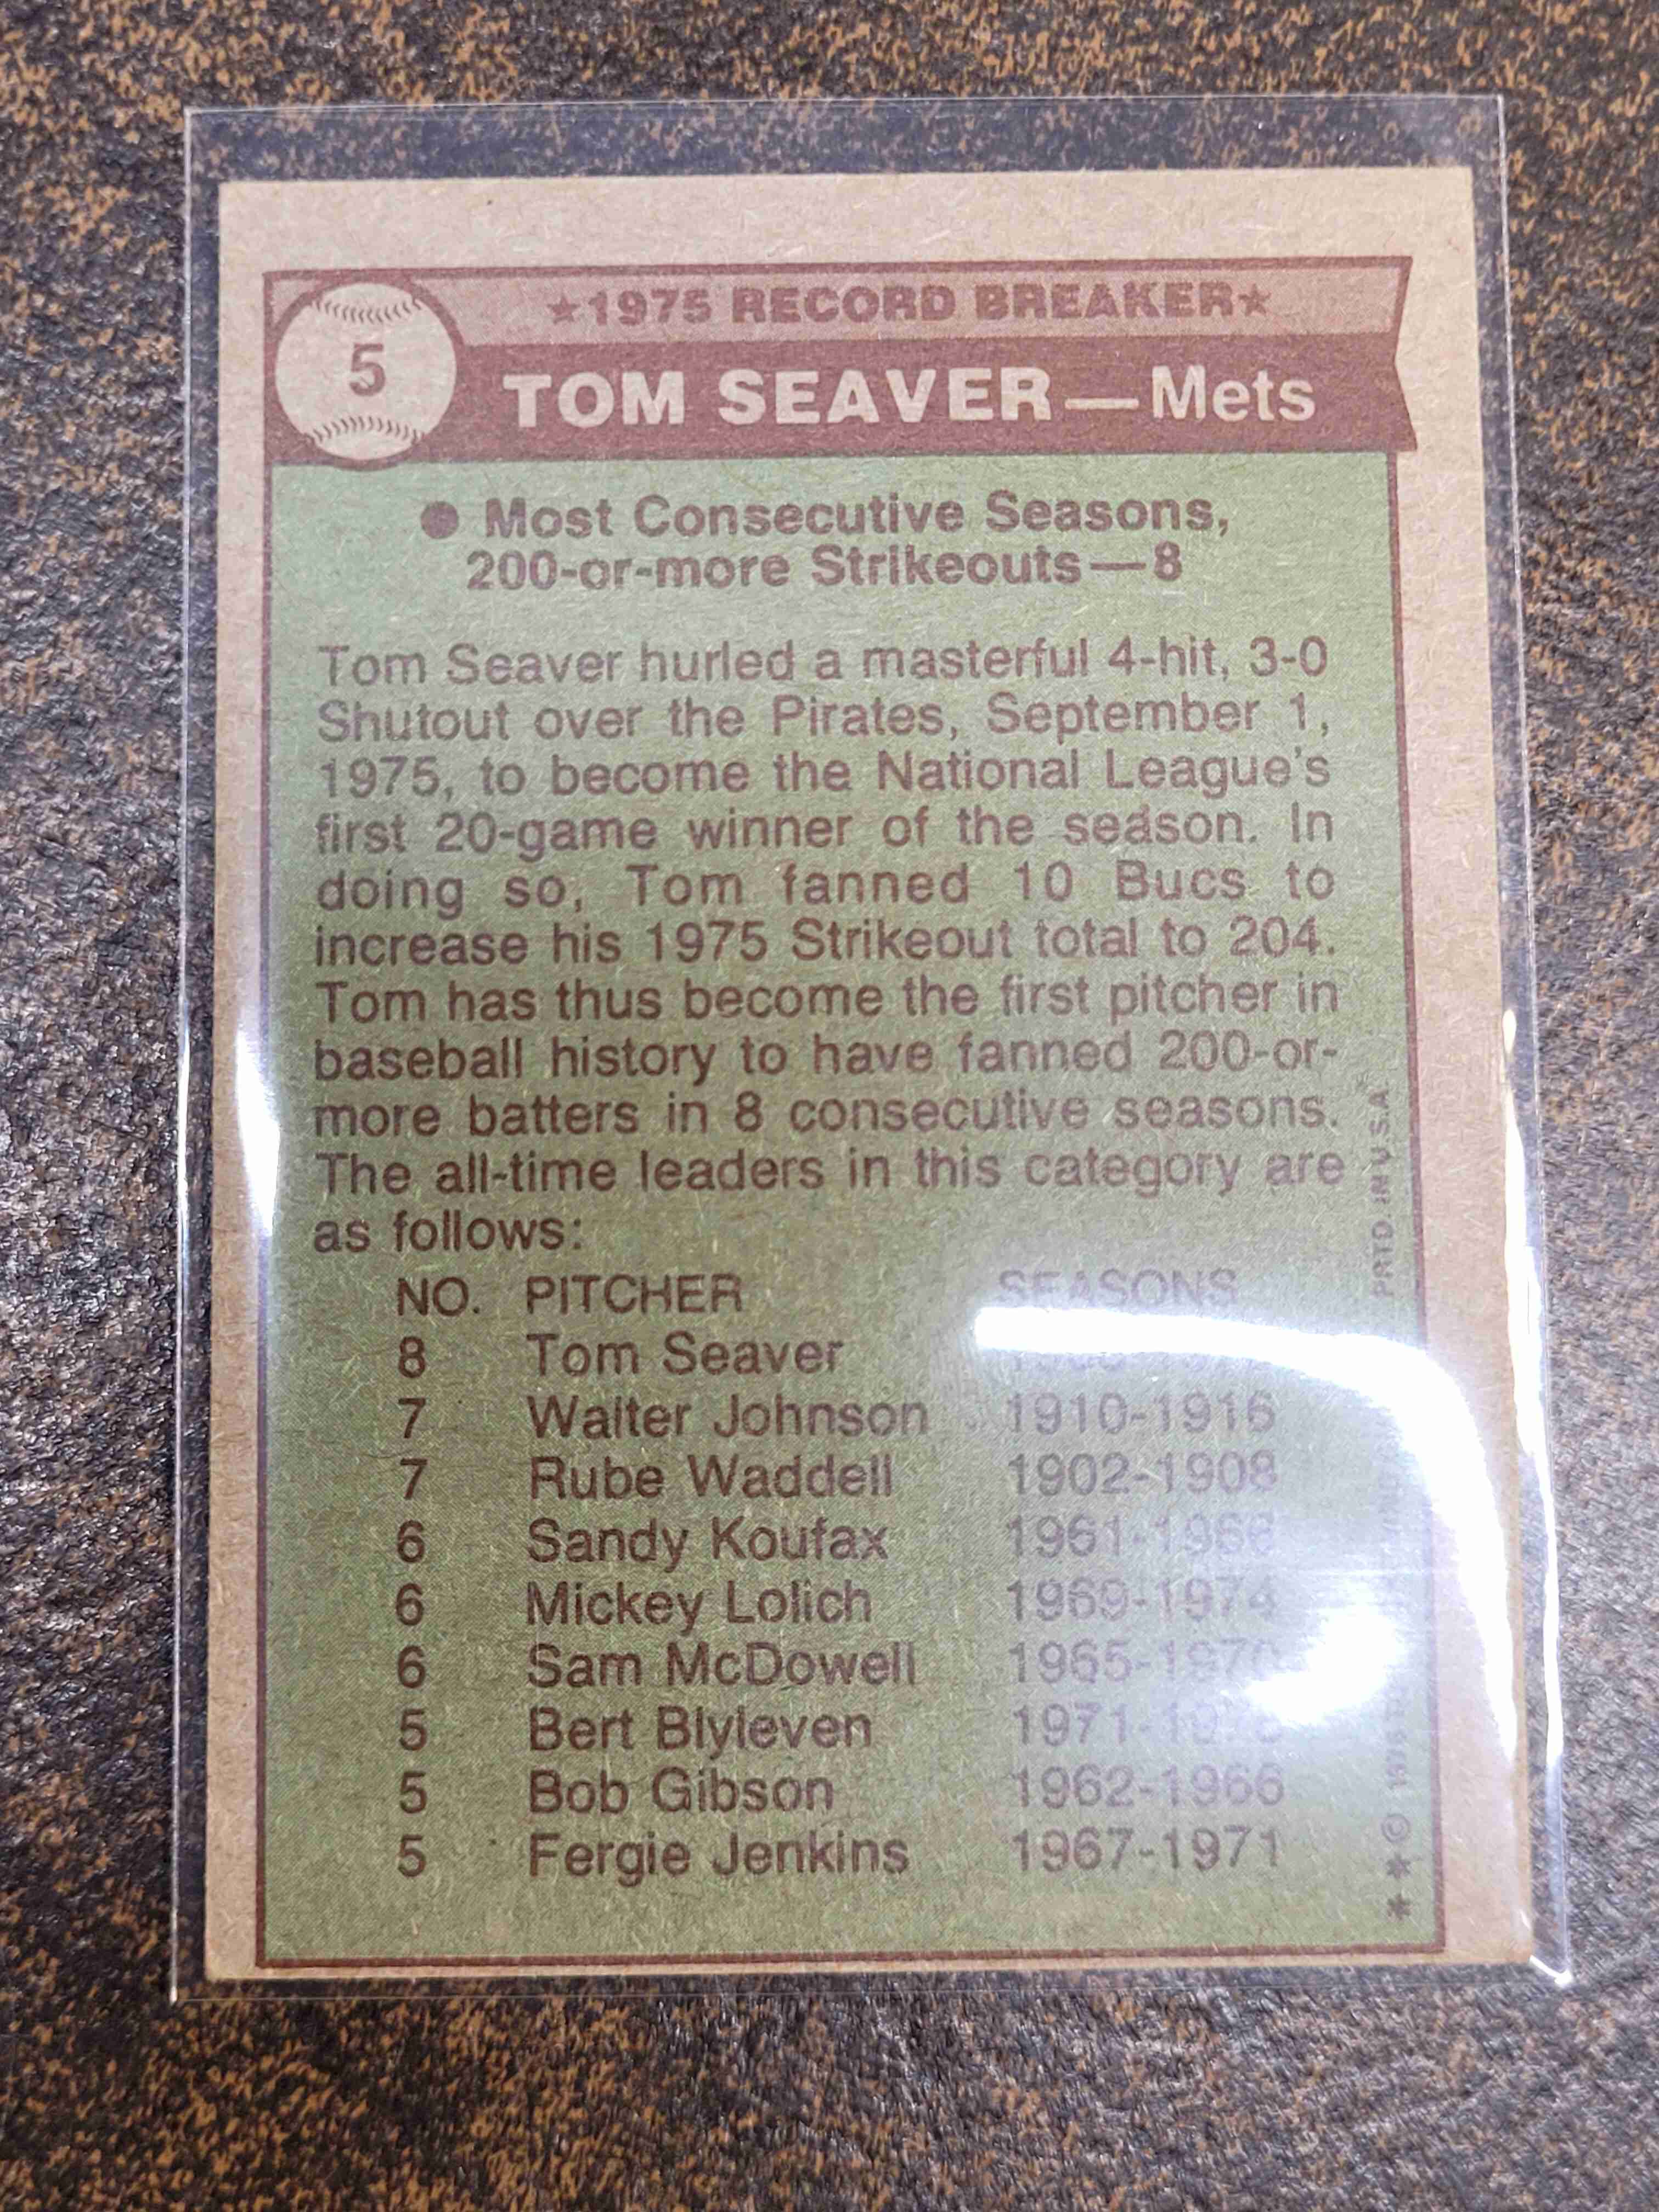 ★1975 RECORD BREAKER★
5
TOM SEAVER—Mets
● Most Consecutive Seasons,
200-or-more Strikeouts—8
Tom Seaver hurled a masterful 4-hit, 3-0
Shutout over the Pirates, September 1,
1975, to become the National League's
first 20-game winner of the season. In
doing so, Tom fanned 10 Bucs to
increase his 1975 Strikeout total to 204.
Tom has thus become the first pitcher in
baseball history to have fanned 200-or-
more batters in 8 consecutive seasons.
The all-time leaders in this category are
as follows:
NO. PITCHER SEASONS
8 Tom Seaver
7 Walter Johnson 1910-1916
7 Rube Waddell 1902-1908
6 Sandy Koufax
6 Mickey Lolich 1969-1974
6 Sam McDowell 1965-1970
5 Bert Blyleven
5 Bob Gibson 1962-1966
5 Fergie Jenkins 1967-1971
** ©
PRTD. IN U.S.A.